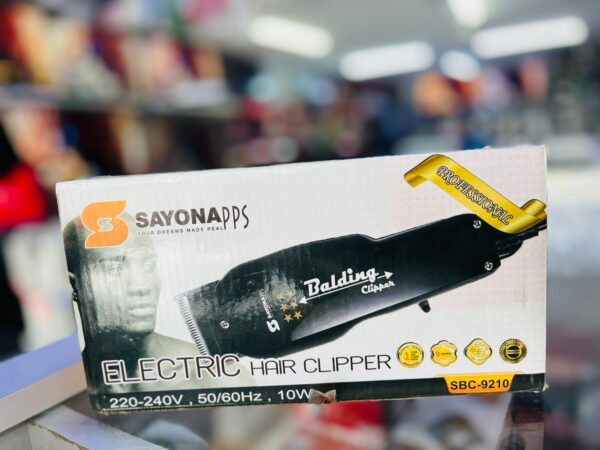 SAYONAPPS
YOUR DREAMS MADE REAL
PROFESSIONAL
Balding
Clipper
ELECTRIC HAIR CLIPPER
220-240V , 50/60Hz , 10W
SBC-9210